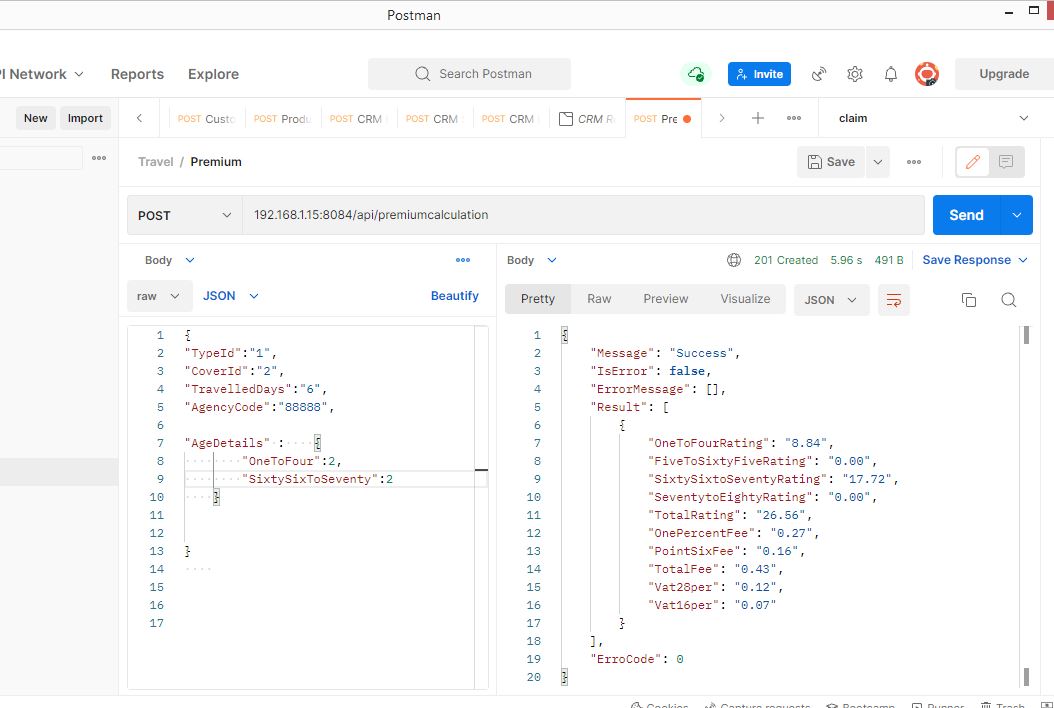 Postman
PI Network
Reports
Explore
Search Postman
Invite
Upgrade
New
Import
POST Custo
POST Produ
POST CRM
POST CRM
POST CRM
CRM R
POST Pre
claim
Travel / Premium
Save
POST
192.168.1.15:8084/api/premiumcalculation
Send
Body
raw
JSON
Beautify
1 {
2 "TypeId":"1",
3 "CoverId":"2",
4 "TravelledDays":"6",
5 "AgencyCode":"88888",
6
7 "AgeDetails" : {
8 "OneToFour":2,
9 "SixtySixToSeventy":2
10 }
11
12
13 }
14
15
16
17
Body
201 Created 5.96 s 491 B
Save Response
Pretty
Raw
Preview
Visualize
JSON
1 {
2 "Message": "Success",
3 "IsError": false,
4 "ErrorMessage": [],
5 "Result": [
6 {
7 "OneToFourRating": "8.84",
8 "FiveToSixtyFiveRating": "0.00",
9 "SixtySixtoSeventyRating": "17.72",
10 "SeventytoEightyRating": "0.00",
11 "TotalRating": "26.56",
12 "OnePercentFee": "0.27",
13 "PointSixFee": "0.16",
14 "TotalFee": "0.43",
15 "Vat28per": "0.12",
16 "Vat16per": "0.07"
17 }
18 ],
19 "ErroCode": 0
20 }
Cookies
Capture requests
Bootcamp
Runner
Trash